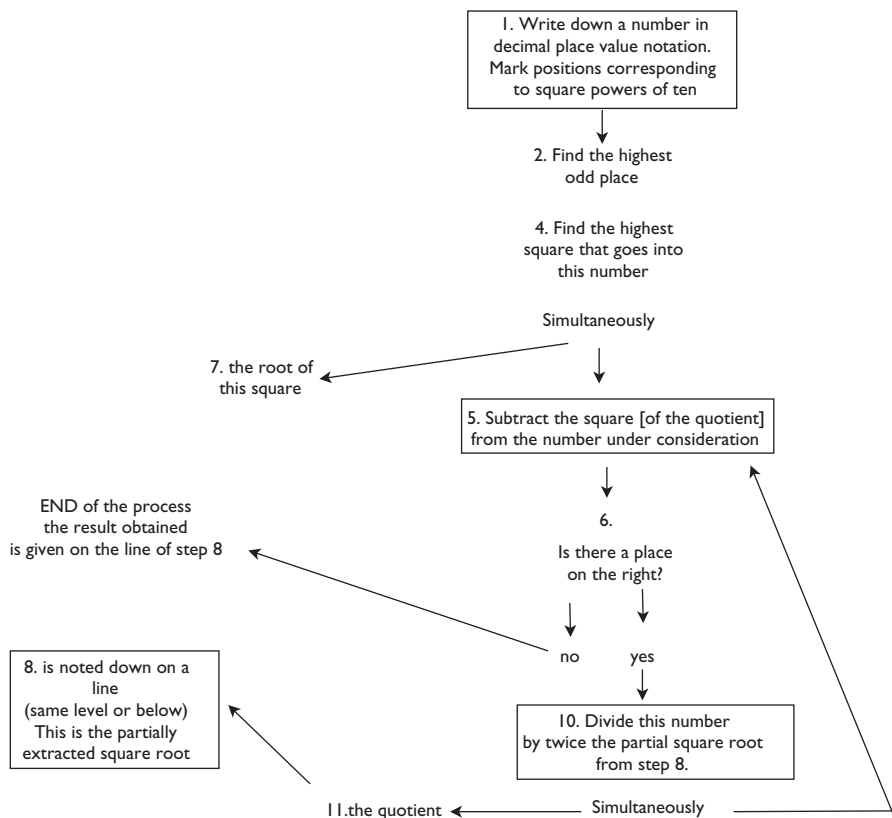 1. Write down a number in
decimal place value notation.
Mark positions corresponding
to square powers of ten
2. Find the highest
odd place
4. Find the highest
square that goes into
this number
Simultaneously
7. the root of
this square
5. Subtract the square [of the quotient]
from the number under consideration
6.
Is there a place
on the right?
END of the process
the result obtained
is given on the line of step 8
no
yes
8. is noted down on a
line
(same level or below)
This is the partially
extracted square root
10. Divide this number
by twice the partial square root
from step 8.
11.the quotient
Simultaneously